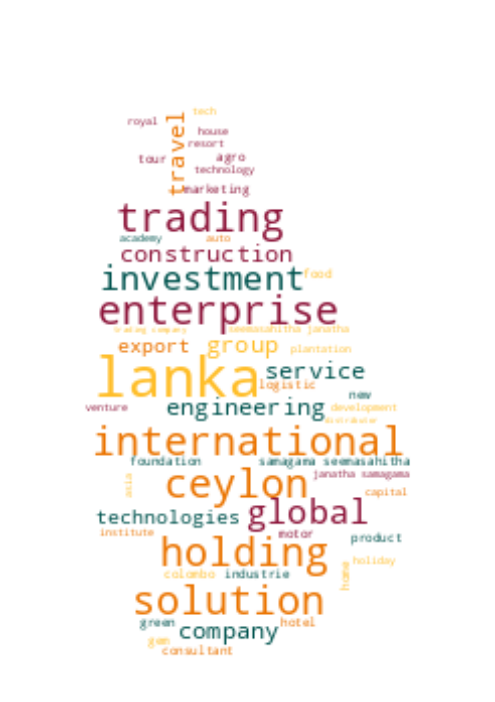 tech
royal
travel
house
resort
tour
agro
technology
marketing
trading
academy
auto
construction
investment
food
enterprise
trading company
seemasahitha janatha
export
group
plantation
lanka
service
logistic
new
venture
engineering
development
distributor
international
foundation
samagama seemasahitha
ceylon
janatha samagama
asia
capital
technologies
global
institute
motor
product
holding
holiday
colombo
industrie
home
solution
green
hotel
company
gem
consultant